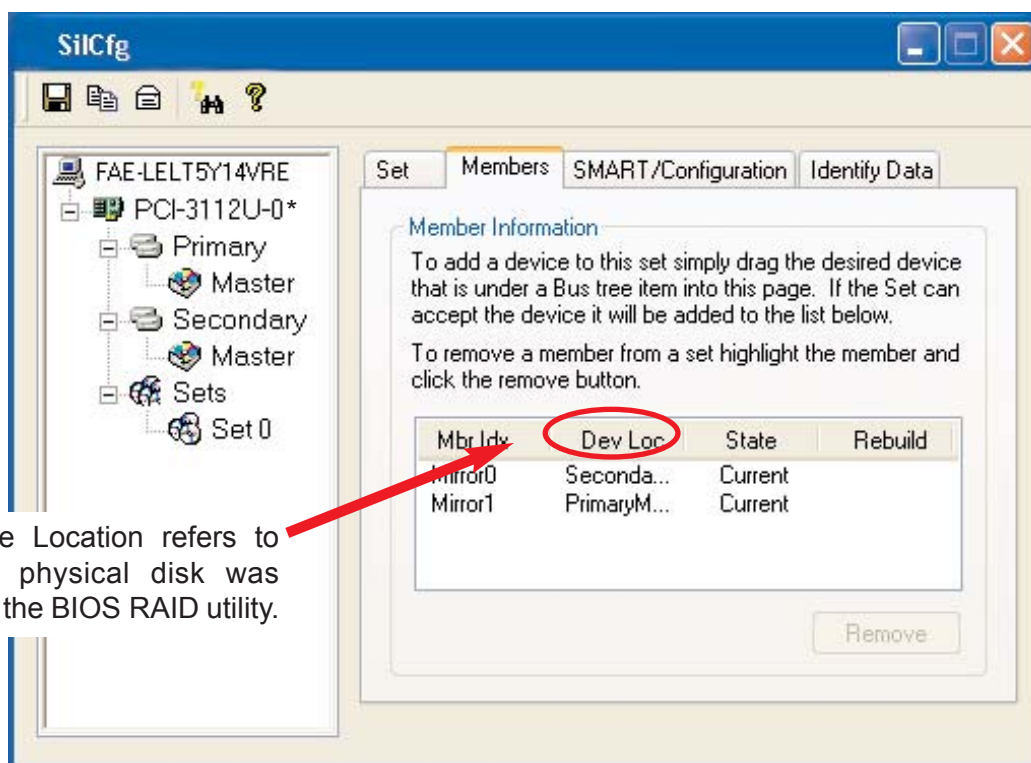 SilCfg
FAE-LELT5Y14VRE
PCI-3112U-0*
Primary
Master
Secondary
Master
Sets
Set 0
Set Members SMART/Configuration Identify Data
Member Information
To add a device to this set simply drag the desired device
that is under a Bus tree item into this page. If the Set can
accept the device it will be added to the list below.
To remove a member from a set highlight the member and
click the remove button.
Mbr Idx Dev Loc State Rebuild
Mirror0 Seconda... Current
Mirror1 PrimaryM... Current
Remove
e Location refers to
physical disk was
the BIOS RAID utility.